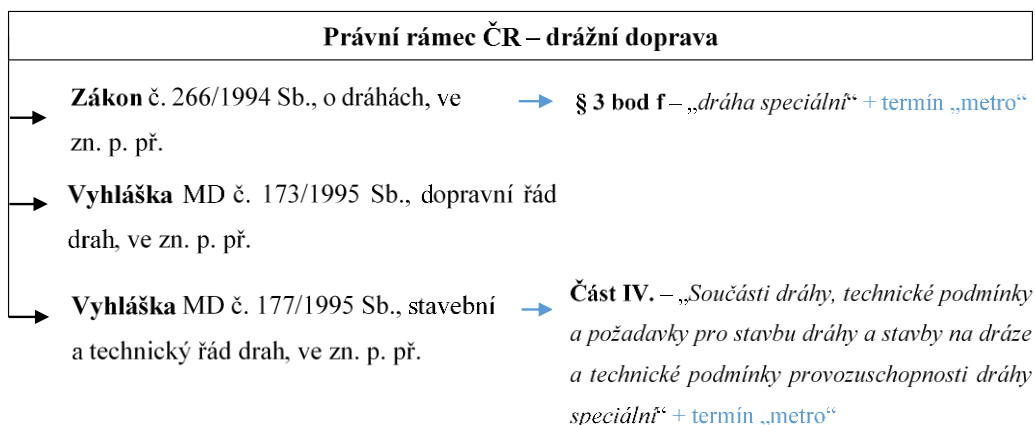 Právní rámec ČR – drážní doprava
Zákon č. 266/1994 Sb., o dráhách, ve
zn. p. př.
§ 3 bod f – „dráha speciální“ + termín „metro“
Vyhláška MD č. 173/1995 Sb., dopravní řád
drah, ve zn. p. př.
Vyhláška MD č. 177/1995 Sb., stavební
a technický řád drah, ve zn. p. př.
Část IV. – „Součásti dráhy, technické podmínky
a požadavky pro stavbu dráhy a stavby na dráze
a technické podmínky provozuschopnosti dráhy
speciální“ + termín „metro“